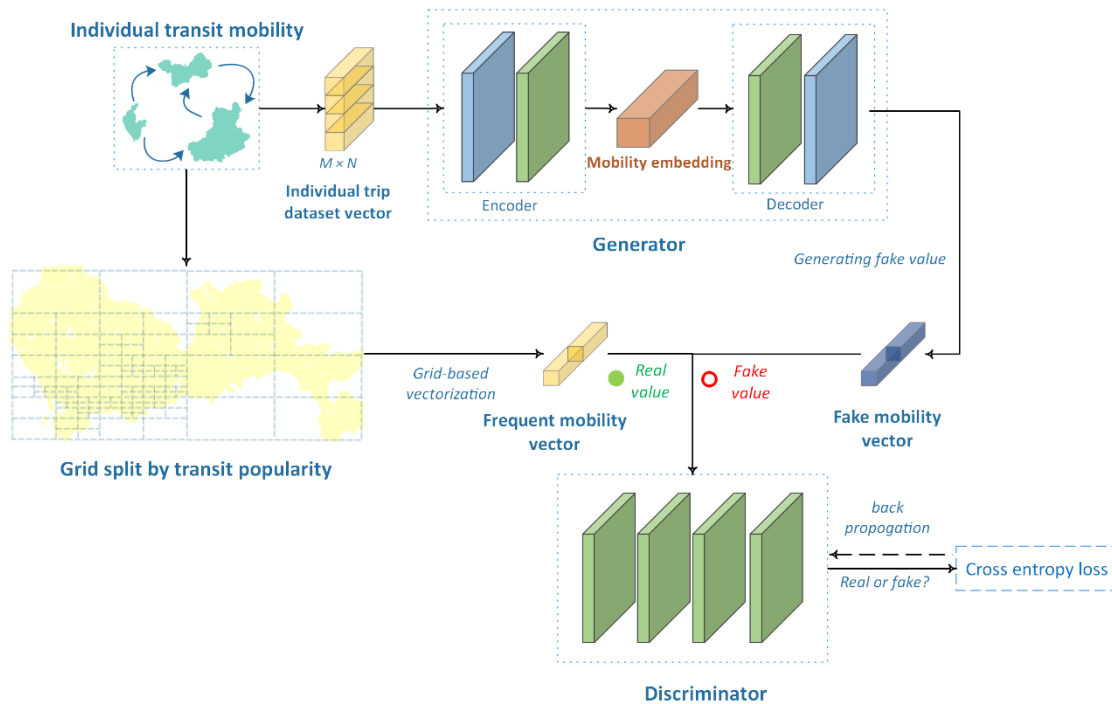 Individual transit mobility
M × N
Individual trip
dataset vector
Encoder
Mobility embedding
Decoder
Generator
Generating fake value
Grid-based
vectorization
Real
value
Fake
value
Frequent mobility
vector
Fake mobility
vector
Grid split by transit popularity
back
propogation
Real or fake?
Cross entropy loss
Discriminator